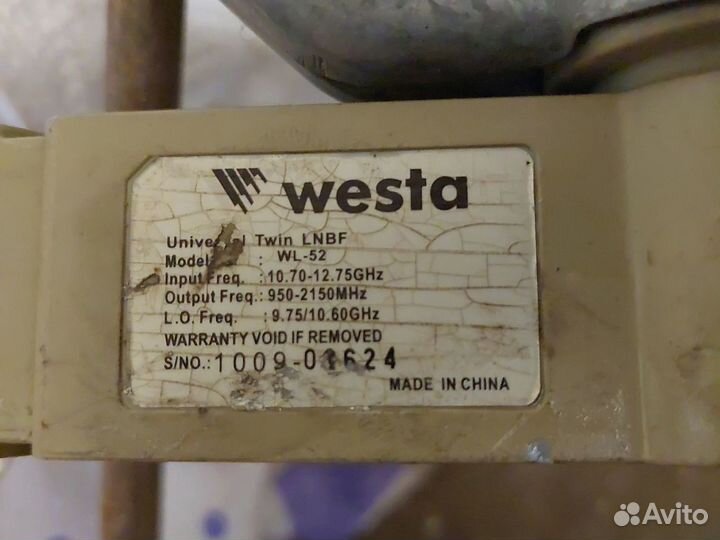 westa
Universal Twin LNBF
Model : WL-52
Input Freq. : 10.70-12.75GHz
Output Freq.: 950-2150MHz
L.O. Freq. : 9.75/10.60GHz
WARRANTY VOID IF REMOVED
S/NO.: 1009-01624
MADE IN CHINA
Avito